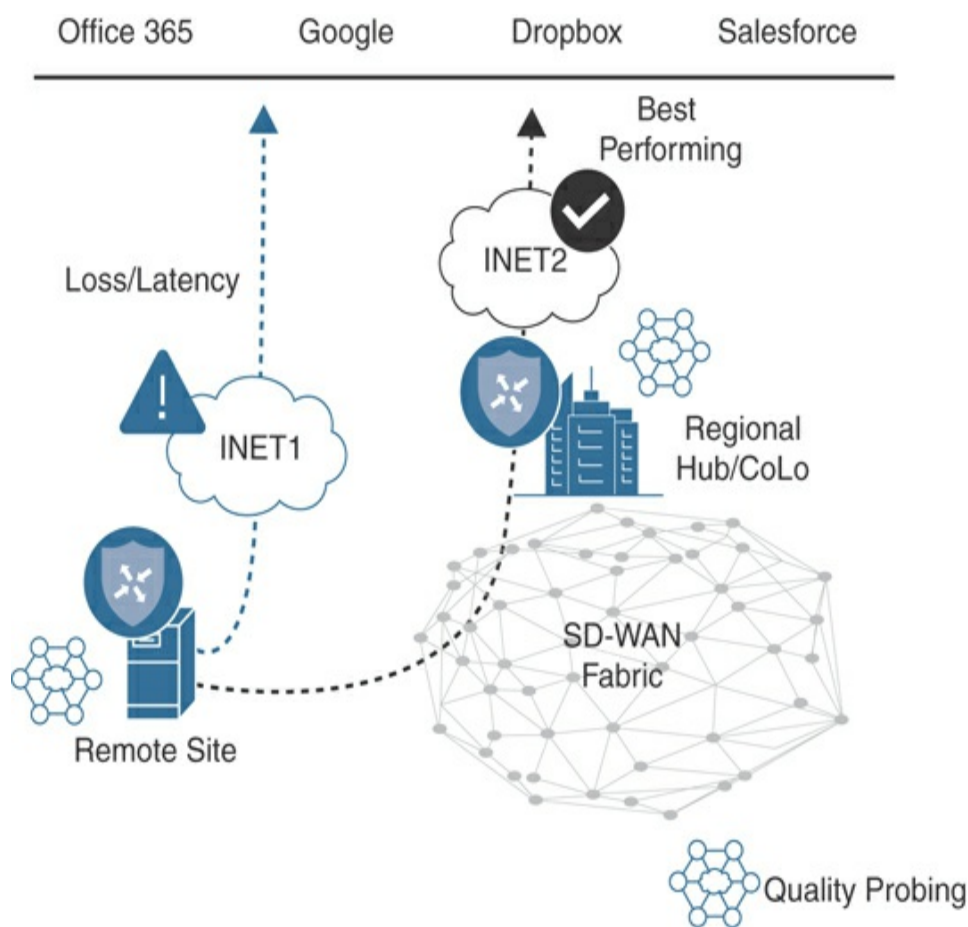 Office 365 Google Dropbox Salesforce
Best
Performing
INET2
Loss/Latency
INET1
Regional
Hub/CoLo
SD-WAN
Fabric
Remote Site
Quality Probing